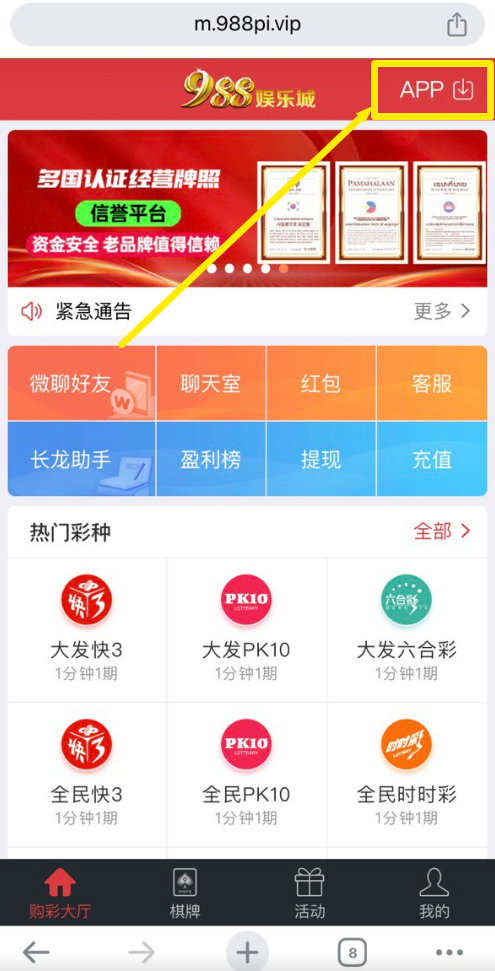 m.988pi.vip
988娱乐城
APP
多国认证经营牌照
信誉平台
资金安全 老品牌值得信赖
PAMAHALAAN
紧急通告
更多
微聊好友
聊天室
红包
客服
长龙助手
盈利榜
提现
充值
热门彩种
全部
快3
PK10
LOTTERY
六合彩
大发快3
大发PK10
大发六合彩
1分钟1期
1分钟1期
1分钟1期
快3
PK10
LOTTERY
时时彩
全民快3
全民PK10
全民时时彩
1分钟1期
1分钟1期
1分钟1期
购彩大厅
棋牌
活动
我的
8